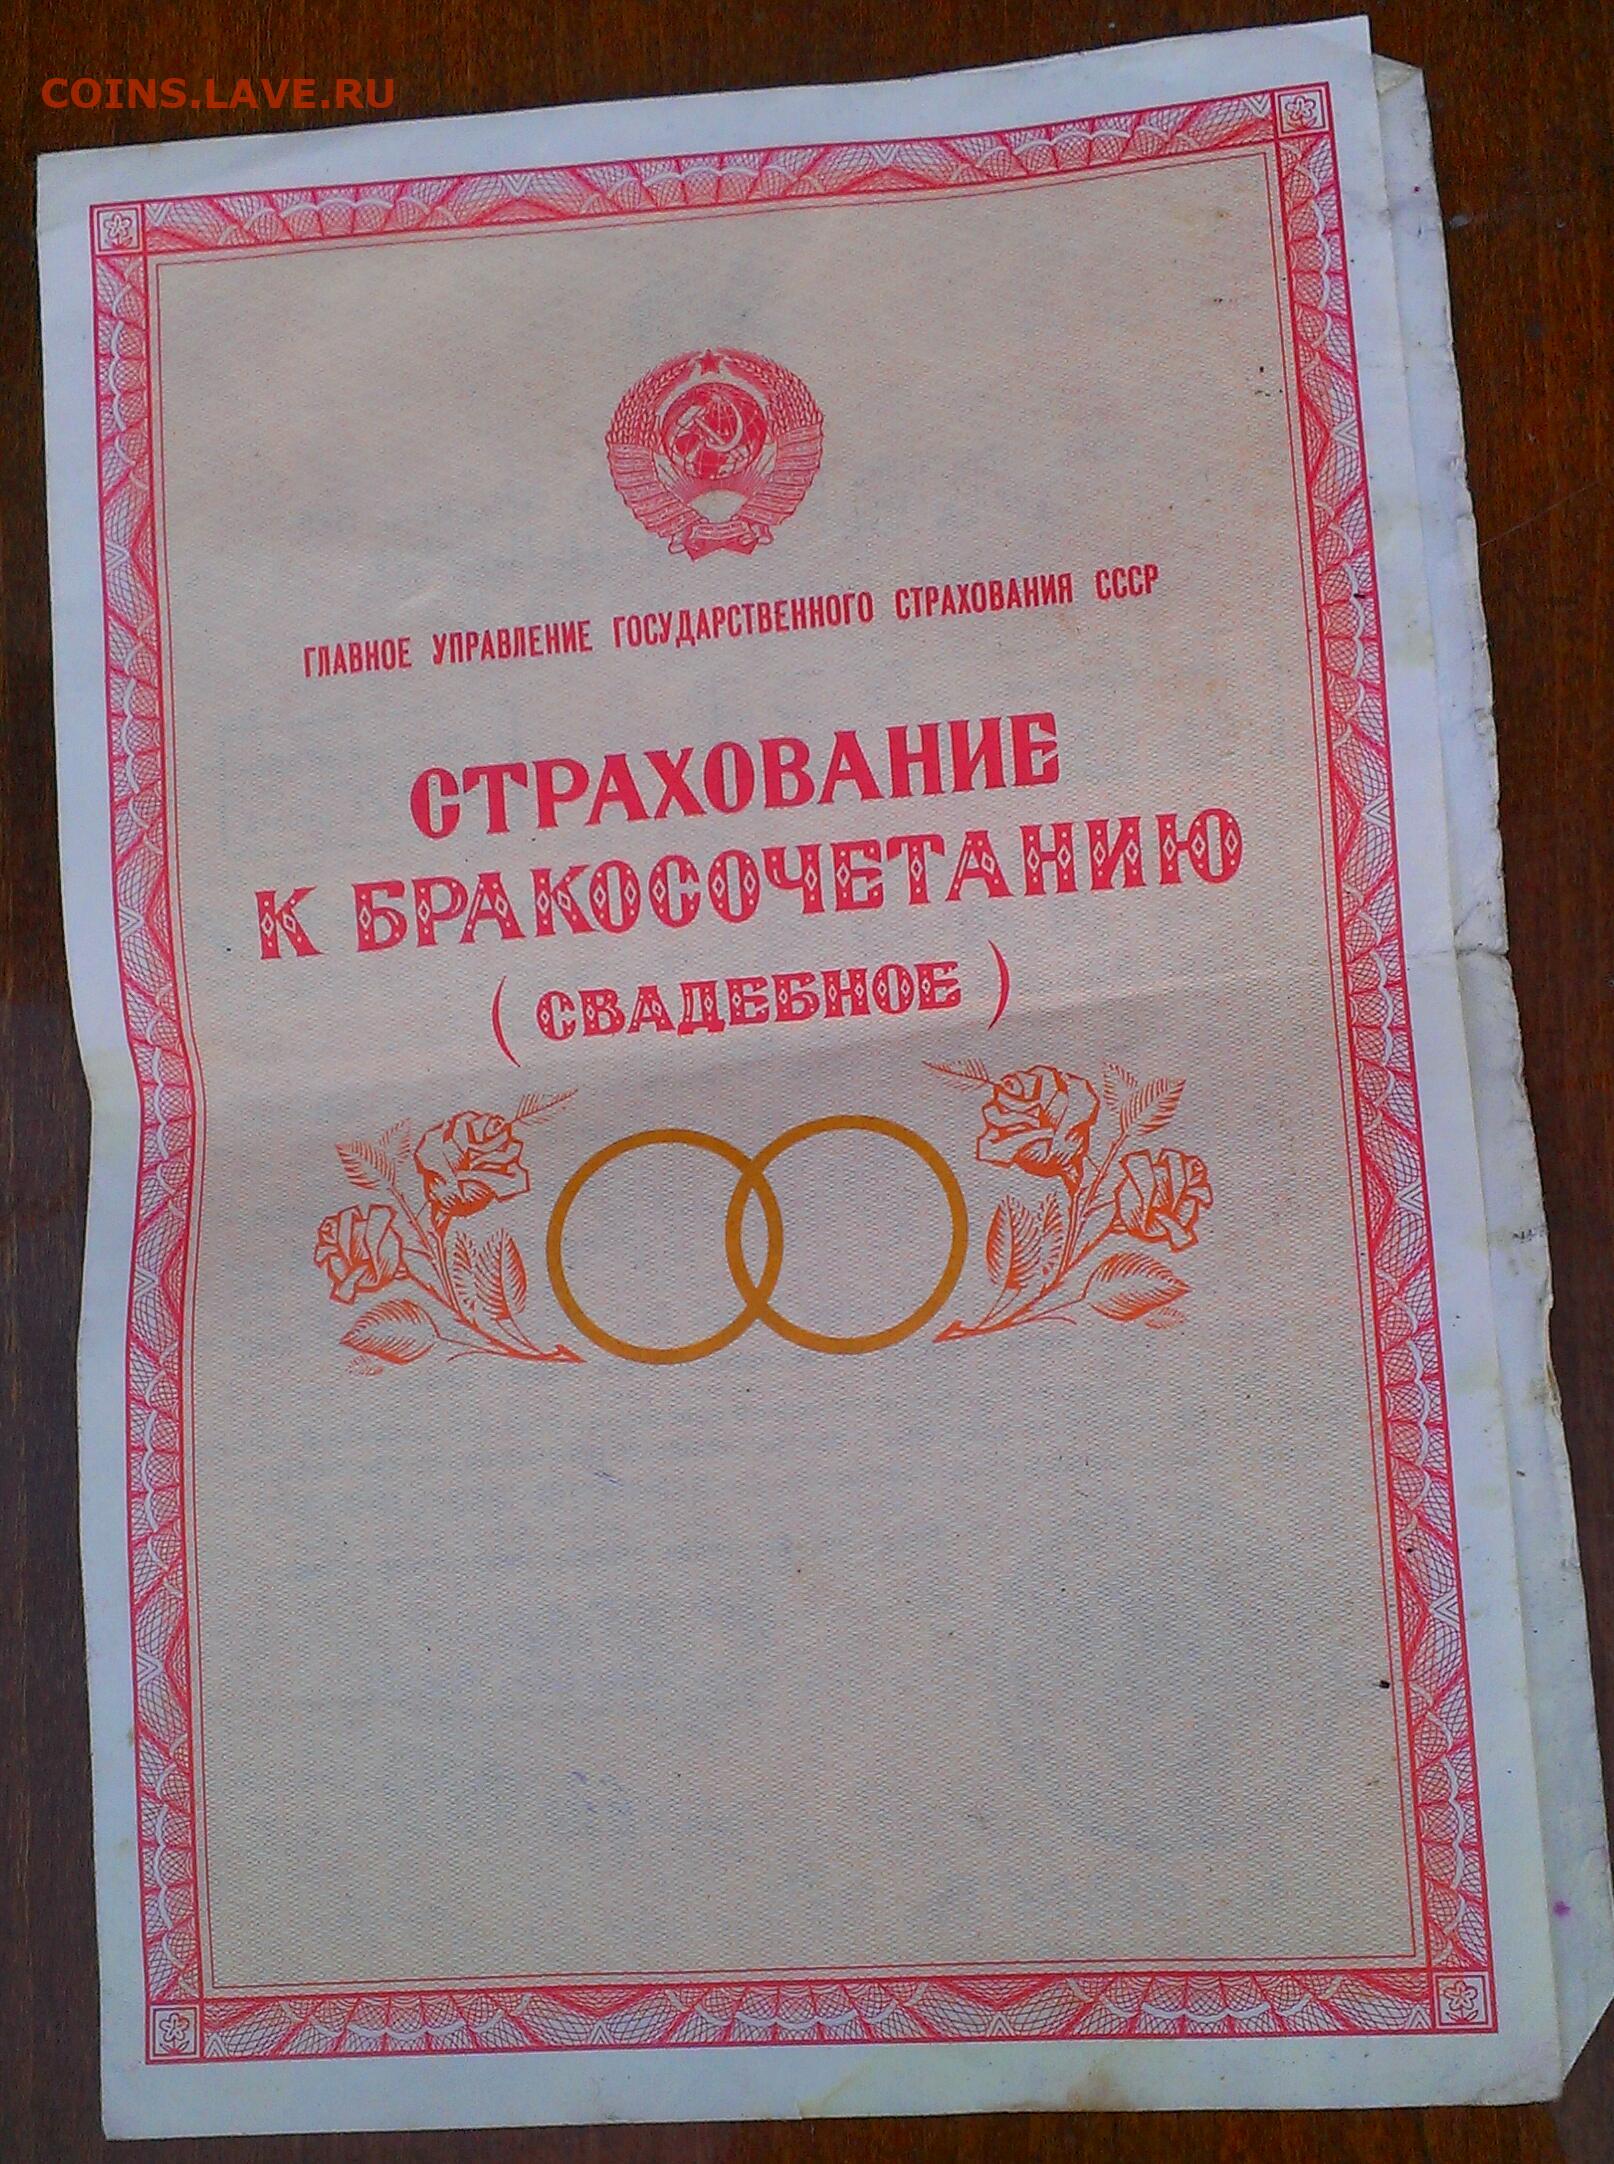 COINS.LAVE.RU
ГЛАВНОЕ УПРАВЛЕНИЕ ГОСУДАРСТВЕННОГО СТРАХОВАНИЯ СССР
СТРАХОВАНИЕ
К БРАКОСОЧЕТАНИЮ
(СВАДЕБНОЕ)